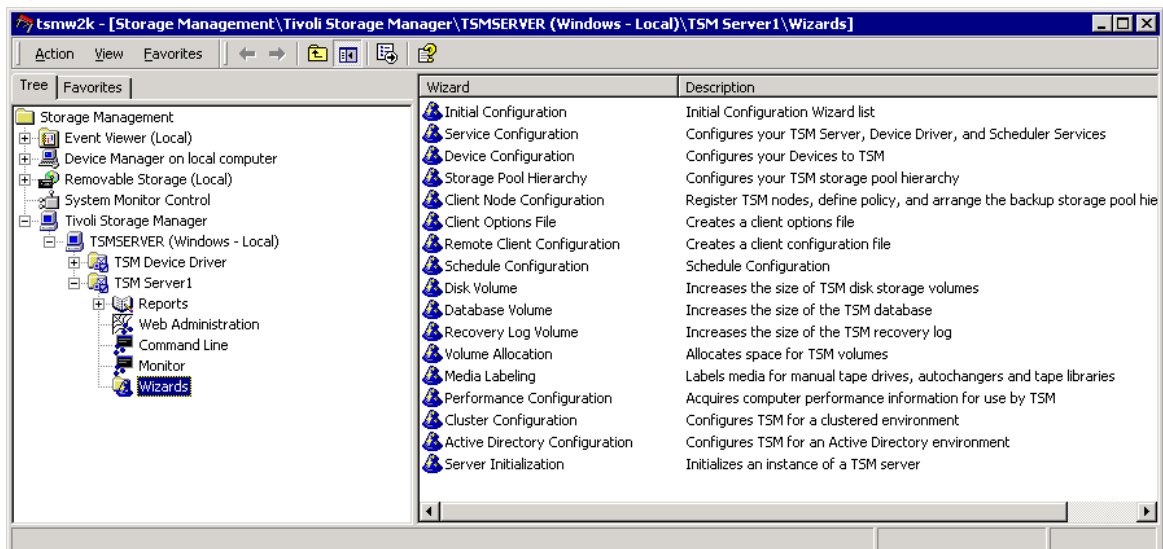 tsmw2k - [Storage Management\Tivoli Storage Manager\TSMSERVER (Windows - Local)\TSM Server1\Wizards]
Action View Favorites
Tree Favorites
Storage Management
Event Viewer (Local)
Device Manager on local computer
Removable Storage (Local)
System Monitor Control
Tivoli Storage Manager
TSMSERVER (Windows - Local)
TSM Device Driver
TSM Server1
Reports
Web Administration
Command Line
Monitor
Wizards
Wizard Description
Initial Configuration Initial Configuration Wizard list
Service Configuration Configures your TSM Server, Device Driver, and Scheduler Services
Device Configuration Configures your Devices to TSM
Storage Pool Hierarchy Configures your TSM storage pool hierarchy
Client Node Configuration Register TSM nodes, define policy, and arrange the backup storage pool hie
Client Options File Creates a client options file
Remote Client Configuration Creates a client configuration file
Schedule Configuration Schedule Configuration
Disk Volume Increases the size of TSM disk storage volumes
Database Volume Increases the size of the TSM database
Recovery Log Volume Increases the size of the TSM recovery log
Volume Allocation Allocates space for TSM volumes
Media Labeling Labels media for manual tape drives, autochangers and tape libraries
Performance Configuration Acquires computer performance information for use by TSM
Cluster Configuration Configures TSM for a clustered environment
Active Directory Configuration Configures TSM for an Active Directory environment
Server Initialization Initializes an instance of a TSM server